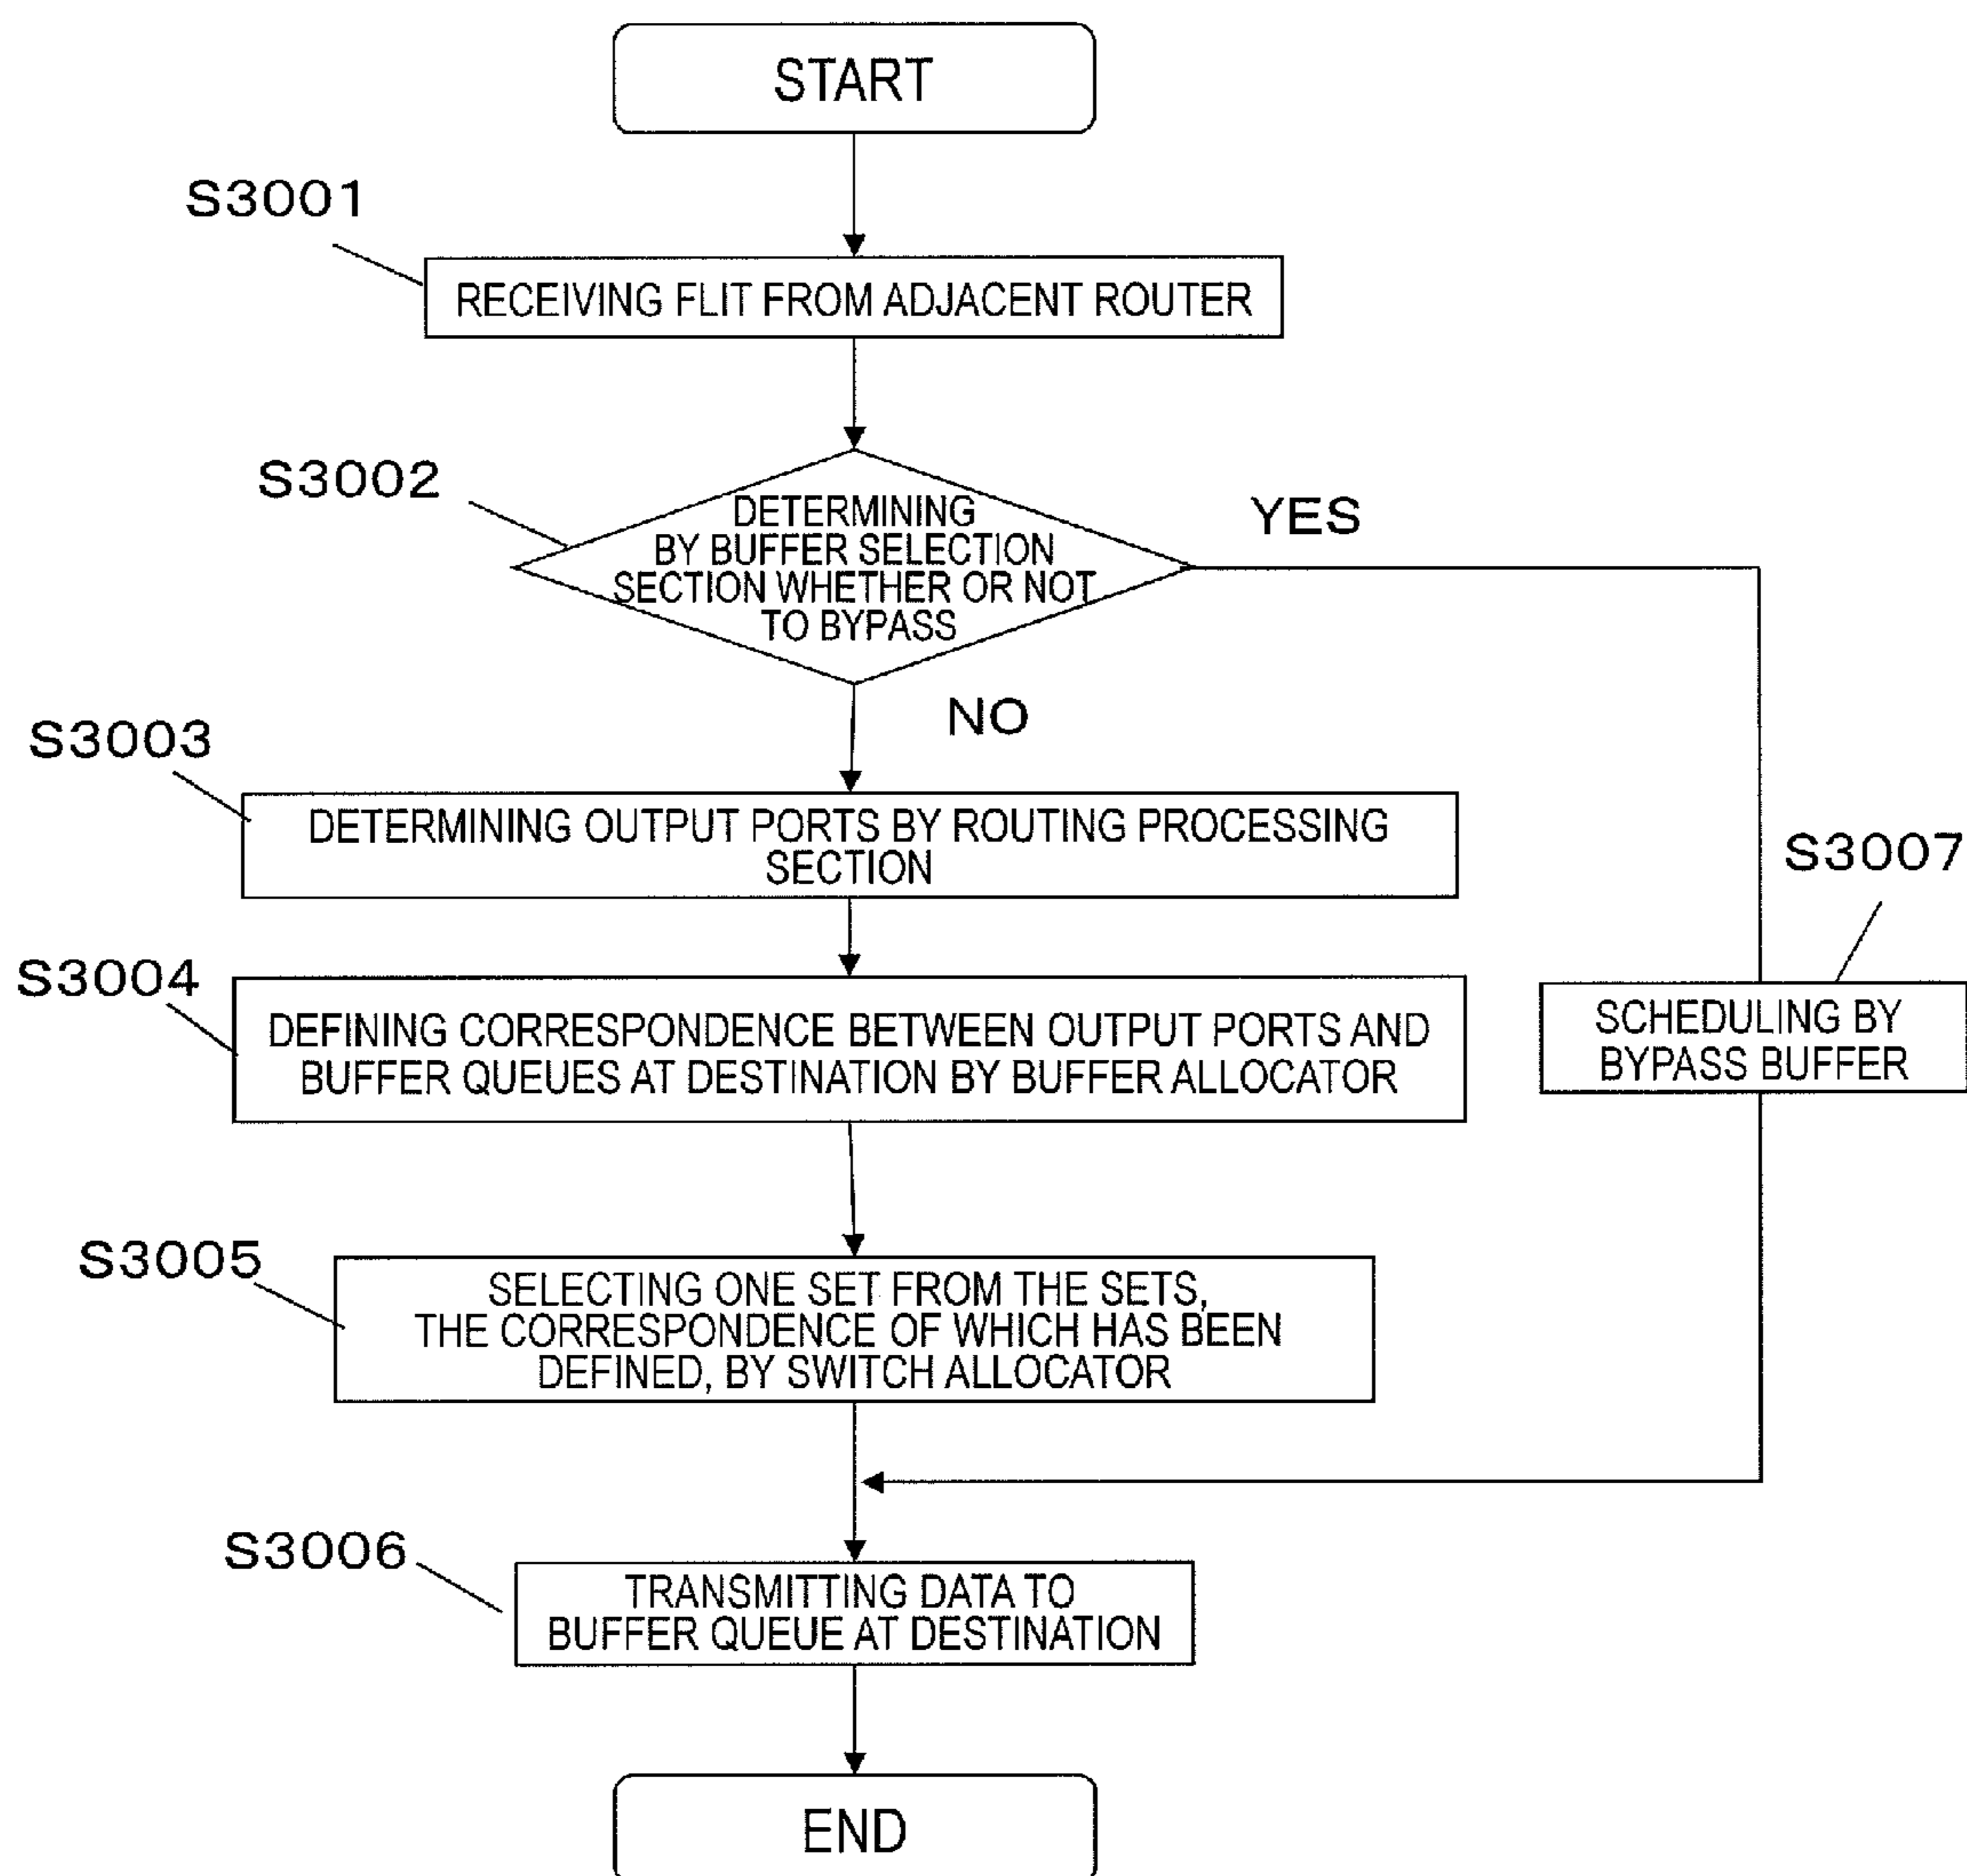 START
S3001
RECEIVING FLIT FROM ADJACENT ROUTER
S3002
DETERMINING
BY BUFFER SELECTION
SECTION WHETHER OR NOT
TO BYPASS
YES
NO
S3003
DETERMINING OUTPUT PORTS BY ROUTING PROCESSING
SECTION
S3007
SCHEDULING BY
BYPASS BUFFER
S3004
DEFINING CORRESPONDENCE BETWEEN OUTPUT PORTS AND
BUFFER QUEUES AT DESTINATION BY BUFFER ALLOCATOR
S3005
SELECTING ONE SET FROM THE SETS,
THE CORRESPONDENCE OF WHICH HAS BEEN
DEFINED, BY SWITCH ALLOCATOR
S3006
TRANSMITTING DATA TO
BUFFER QUEUE AT DESTINATION
END